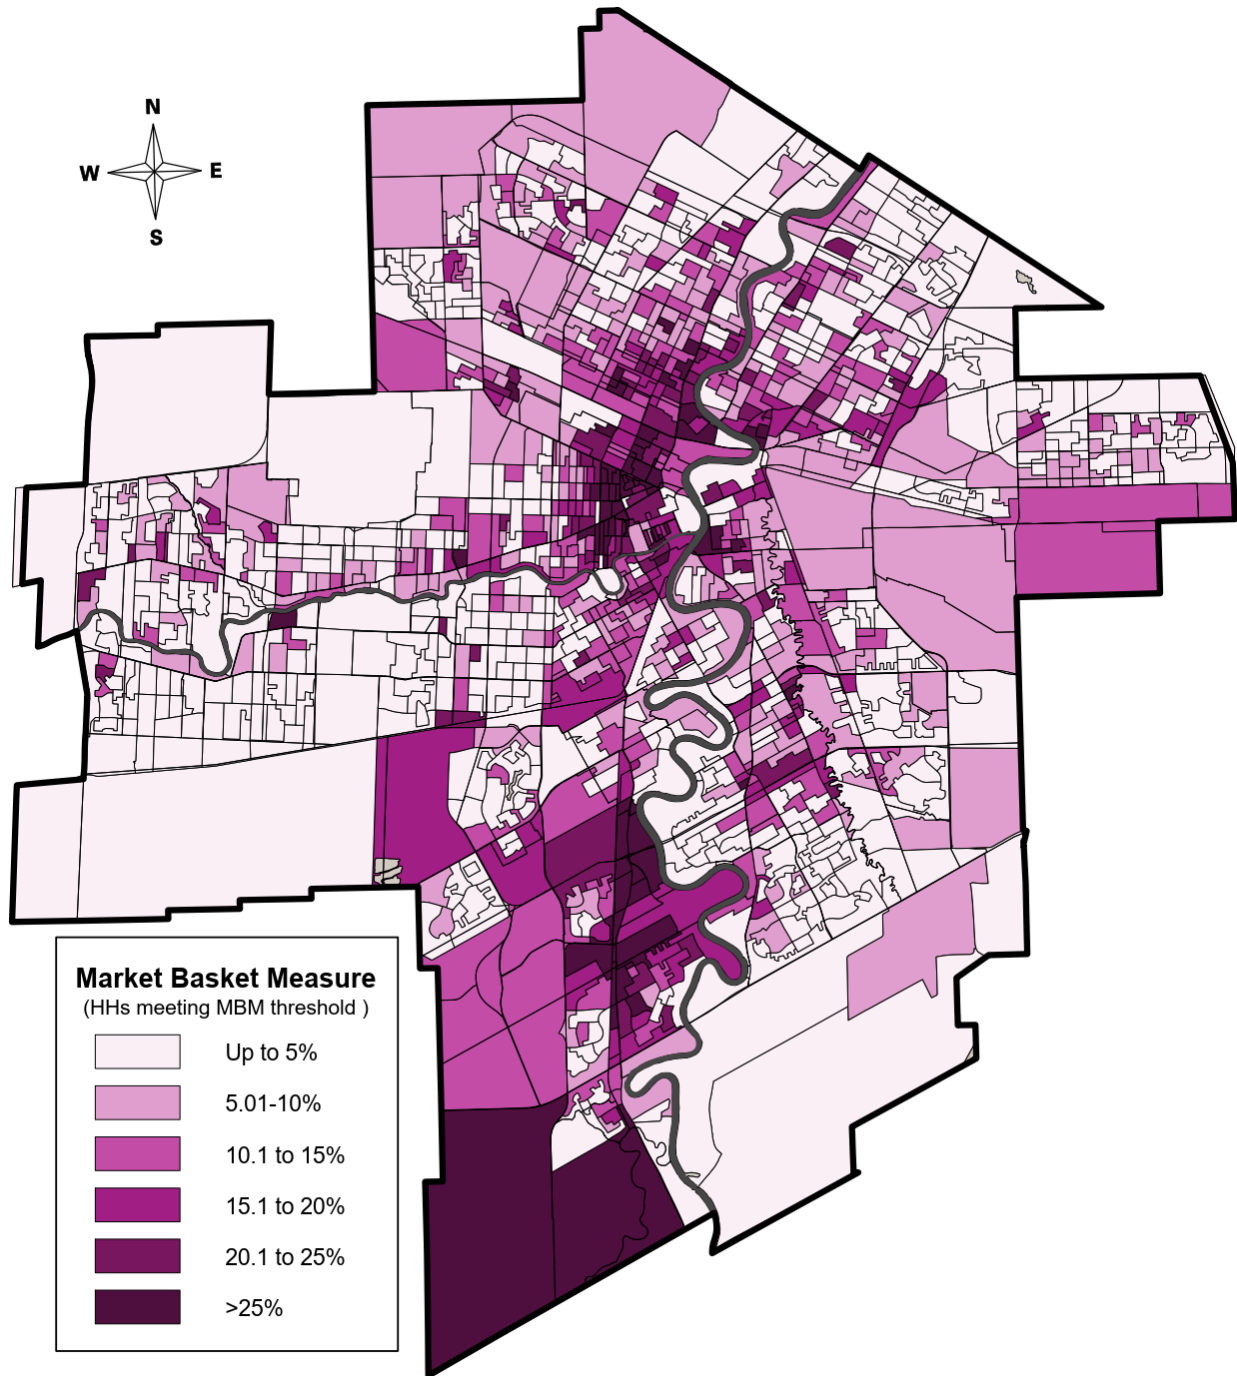 N
W E
S
Market Basket Measure
(HHs meeting MBM threshold )
Up to 5%
5.01-10%
10.1 to 15%
15.1 to 20%
20.1 to 25%
>25%